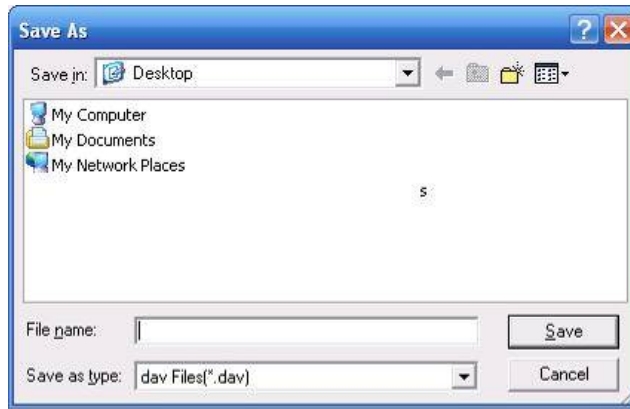 Save As
Save in: Desktop
My Computer
My Documents
My Network Places
s
File name: Save
Save as type: dav Files(*.dav) Cancel